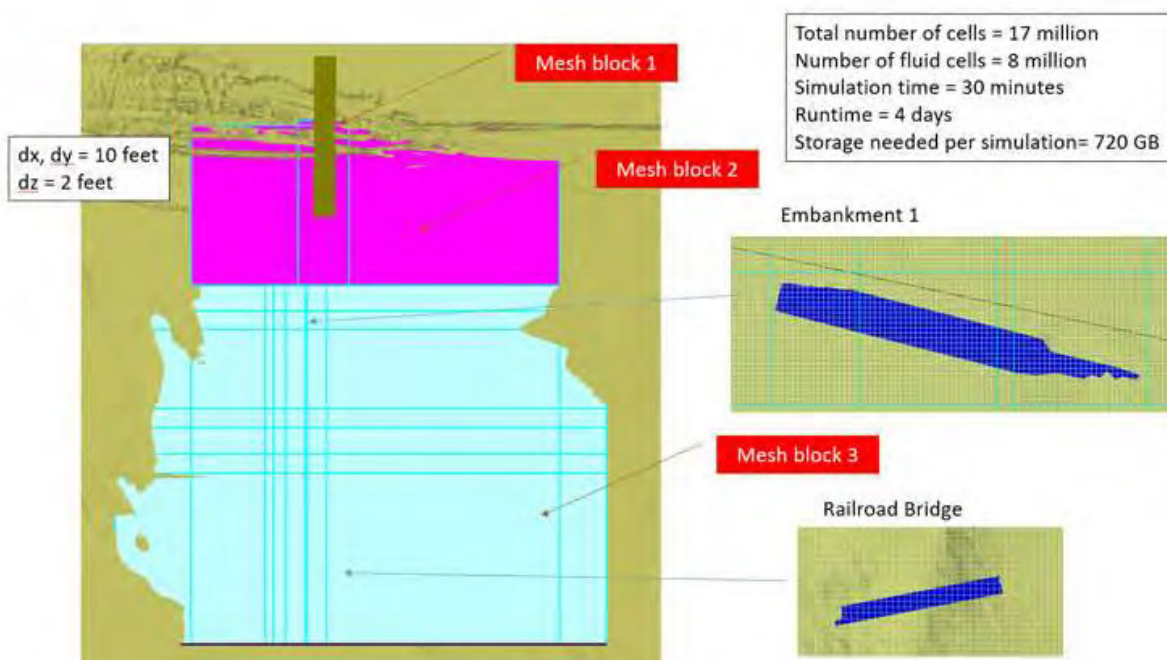 Total number of cells = 17 million
Number of fluid cells = 8 million
Simulation time = 30 minutes
Runtime = 4 days
Storage needed per simulation= 720 GB
Mesh block 1
dx, dy = 10 feet
dz = 2 feet
Mesh block 2
Embankment 1
Mesh block 3
Railroad Bridge